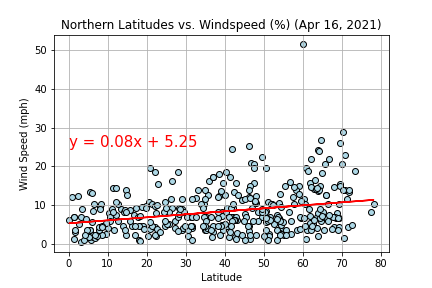 Northern Latitudes vs. Windspeed (%) (Apr 16, 2021)
50
40
30
20
10
0
Wind Speed (mph)
y = 0.08x + 5.25
0 10 20 30 40 50 60 70 80
Latitude